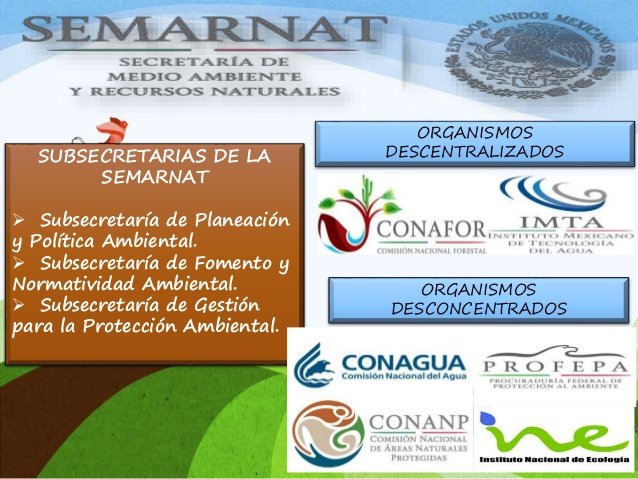 SEMARNAT
SECRETARÍA DE
MEDIO AMBIENTE
Y RECURSOS NATURALES
ESTADOS UNIDOS MEXICANOS
SUBSECRETARIAS DE LA
SEMARNAT
➢ Subsecretaría de Planeación
y Política Ambiental.
➢ Subsecretaría de Fomento y
Normatividad Ambiental.
➢ Subsecretaría de Gestión
para la Protección Ambiental.
ORGANISMOS
DESCENTRALIZADOS
CONAFOR
COMISIÓN NACIONAL FORESTAL
IMTA
INSTITUTO MEXICANO
DE TECNOLOGÍA
DEL AGUA
ORGANISMOS
DESCONCENTRADOS
CONAGUA
Comisión Nacional del Agua
PROFEPA
PROCURADURÍA FEDERAL DE
PROTECCIÓN AL AMBIENTE
CONANP
COMISIÓN NACIONAL
DE ÁREAS NATURALES
PROTEGIDAS
ine
Instituto Nacional de Ecología